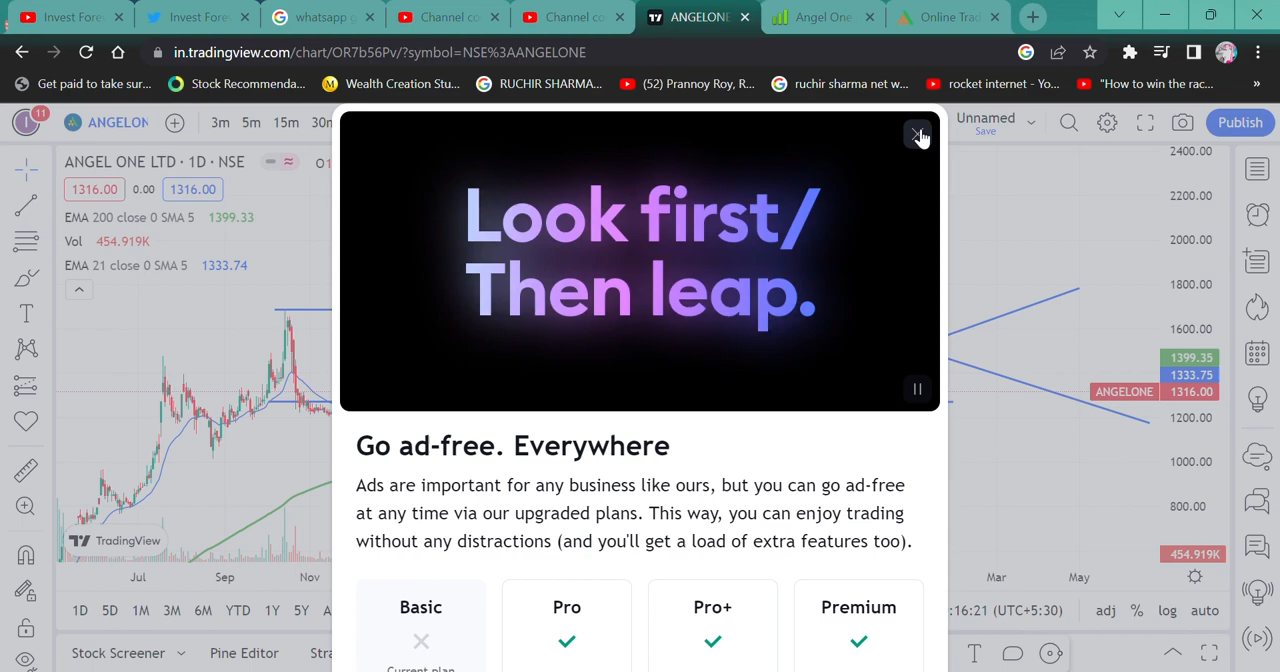 Invest Fore
Invest Fore
whatsapp g
Channel co
Channel co
ANGELONE
Angel One
Online Trad
in.tradingview.com/chart/OR7b56Pv/?symbol=NSE%3AANGELONE
Get paid to take sur...
Stock Recommenda...
Wealth Creation Stu...
RUCHIR SHARMA...
(52) Prannoy Roy, R...
ruchir sharma net w...
rocket internet - Yo...
"How to win the rac...
»
I
11
ANGELON
3m 5m 15m 30m
Unnamed
Save
Publish
ANGEL ONE LTD · 1D · NSE
1316.00 0.00 1316.00
EMA 200 close 0 SMA 5 1399.33
Vol 454.919K
EMA 21 close 0 SMA 5 1333.74
TradingView
Look first/
Then leap.
Go ad-free. Everywhere
Ads are important for any business like ours, but you can go ad-free
at any time via our upgraded plans. This way, you can enjoy trading
without any distractions (and you'll get a load of extra features too).
Basic
Pro
Pro+
Premium
Current plan
2400.00
2200.00
2000.00
1800.00
1600.00
1399.35
1333.75
ANGELONE 1316.00
1200.00
1000.00
800.00
454.919K
Jul Sep Nov
Mar May
1D 5D 1M 3M 6M YTD 1Y 5Y
:16:21 (UTC+5:30)
adj % log auto
Stock Screener
Pine Editor
Stra